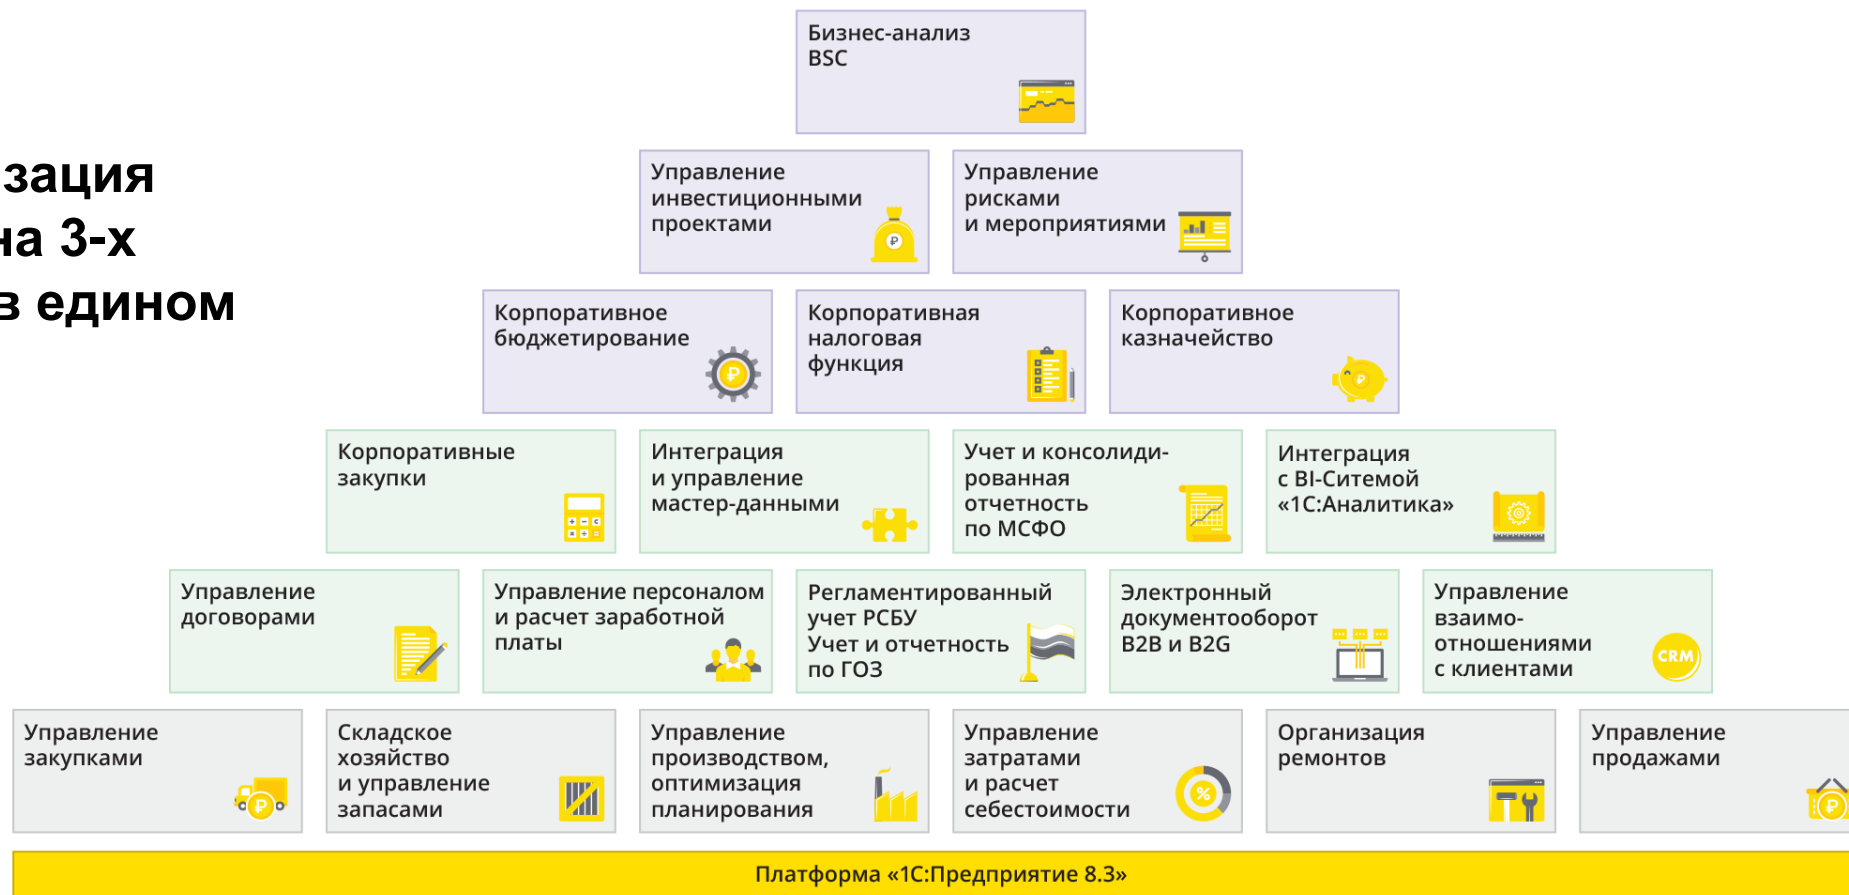 Бизнес-анализ
BSC
зация
на 3-х
в едином
Управление
инвестиционными
проектами
Управление
рисками
и мероприятиями
Корпоративное
бюджетирование
Корпоративная
налоговая
функция
Корпоративное
казначейство
Корпоративные
закупки
Интеграция
и управление
мастер-данными
Учет и консолиди-
рованная
отчетность
по МСФО
Интеграция
с BI-Ситемой
«1С:Аналитика»
Управление
договорами
Управление персоналом
и расчет заработной
платы
Регламентированный
учет РСБУ
Учет и отчетность
по ГОЗ
Электронный
документооборот
B2B и B2G
Управление
взаимо-
отношениями
с клиентами
CRM
Управление
закупками
Складское
хозяйство
и управление
запасами
Управление
производством,
оптимизация
планирования
Управление
затратами
и расчет
себестоимости
%
Организация
ремонтов
Управление
продажами
Платформа «1С:Предприятие 8.3»